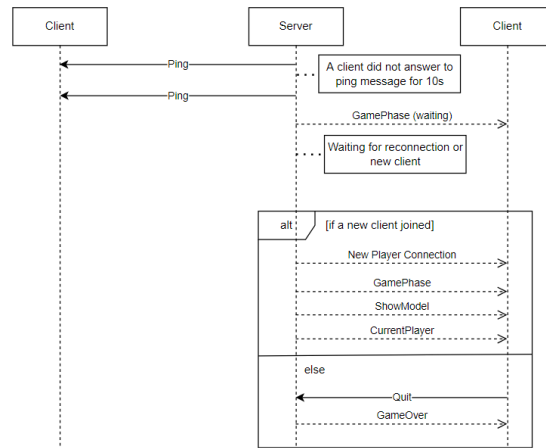 Client
Server
Client
Ping
A client did not answer to
ping message for 10s
Ping
GamePhase (waiting)
Waiting for reconnection or
new client
alt
[if a new client joined]
New Player Connection
GamePhase
ShowModel
CurrentPlayer
else
Quit
GameOver